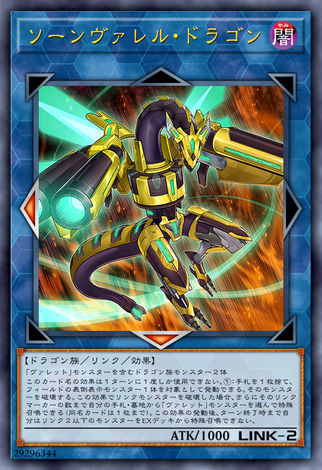 ソーンヴァレル・ドラゴン
やみ
闇
【ドラゴン族／リンク／効果】
「ヴァレット」モンスターを含むドラゴン族モンスター２体
このカード名の効果は１ターンに１度しか使用できない。①：手札を１枚捨て、
フィールドの表側表示モンスター１体を対象として発動できる。そのモンスター
を破壊する。この効果でリンクモンスターを破壊した場合、さらにそのリンク
マーカーの数まで自分の手札・墓地から「ヴァレット」モンスターを選んで特殊
召喚できる（同名カードは１枚まで）。この効果の発動後、ターン終了時まで自
分はリンク２以下のモンスターをEXデッキから特殊召喚できない。
ATK/1000 LINK-2
29296344